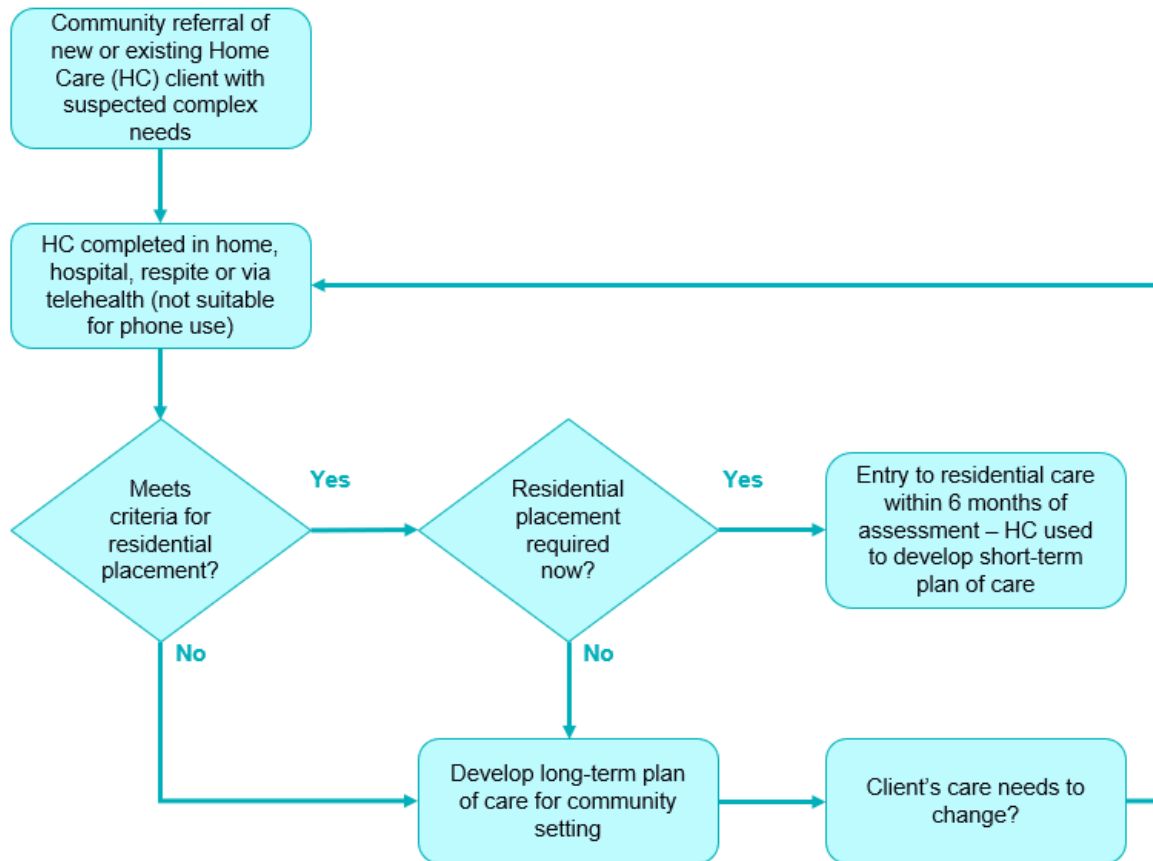 Community referral of
new or existing Home
Care (HC) client with
suspected complex
needs
HC completed in home,
hospital, respite or via
telehealth (not suitable
for phone use)
Meets
criteria for
residential
placement?
Yes
Residential
placement
required
now?
Yes
Entry to residential care
within 6 months of
assessment – HC used
to develop short-term
plan of care
No
No
Develop long-term plan
of care for community
setting
Client’s care needs to
change?